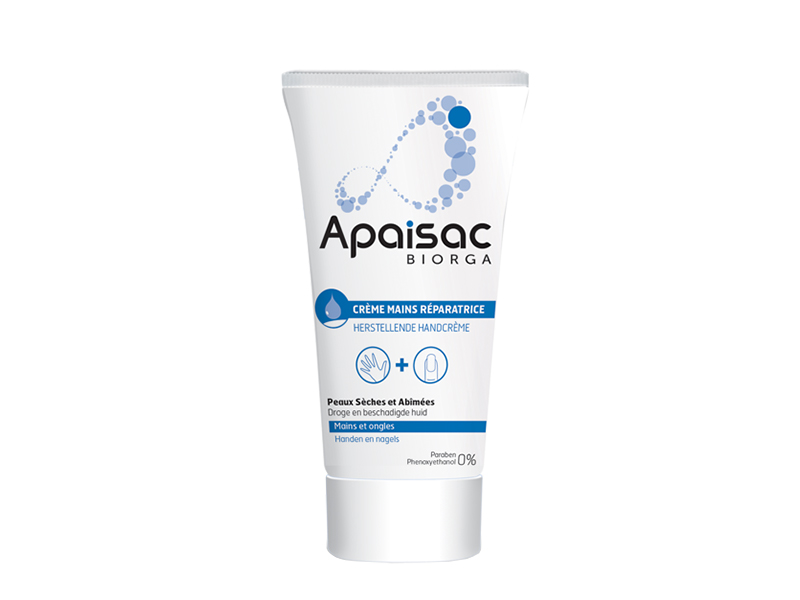 Apaisac
BIORGA
CRÈME MAINS RÉPARATRICE
HERSTELLENDE HANDCRÈME
Peaux Sèches et Abîmées
Droge en beschadigde huid
Mains et ongles
Handen en nagels
Paraben
Phenoxyethanol 0%